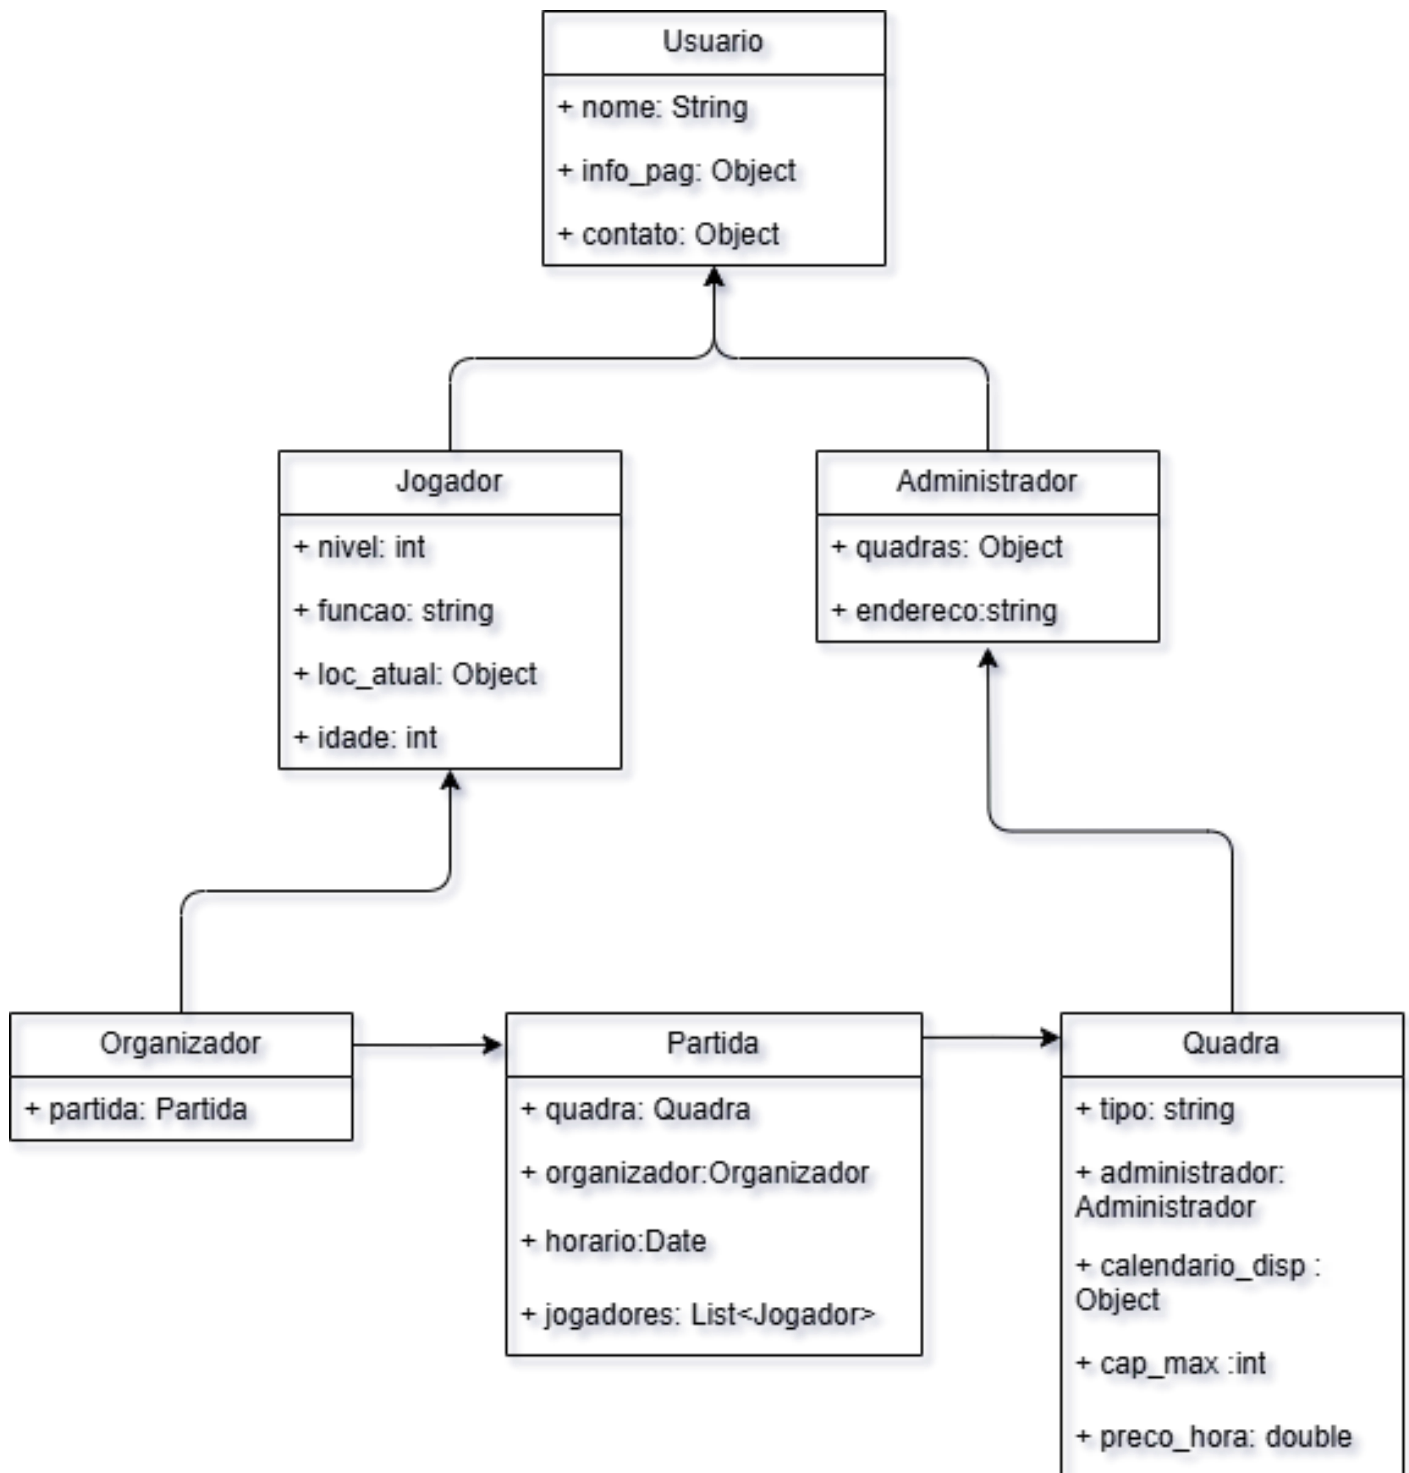 Usuario
+ nome: String
+ info_pag: Object
+ contato: Object
Jogador
+ nivel: int
+ funcao: string
+ loc_atual: Object
+ idade: int
Administrador
+ quadras: Object
+ endereco:string
Organizador
+ partida: Partida
Partida
+ quadra: Quadra
+ organizador:Organizador
+ horario:Date
+ jogadores: List<Jogador>
Quadra
+ tipo: string
+ administrador:
Administrador
+ calendario_disp :
Object
+ cap_max :int
+ preco_hora: double